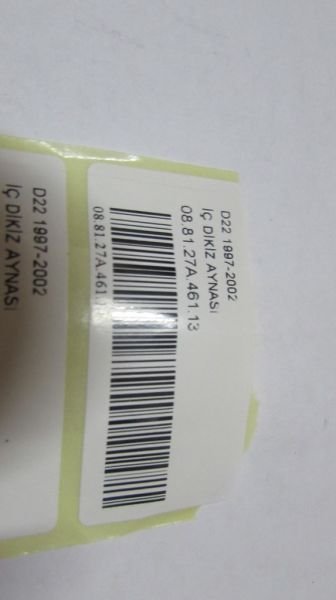 D22 1997-2002
İÇ DİKİZ AYNASI
08.81.27A.461.13
08.81.27A.461.
D22 1997-2002
İÇ DİKİZ AYNASI